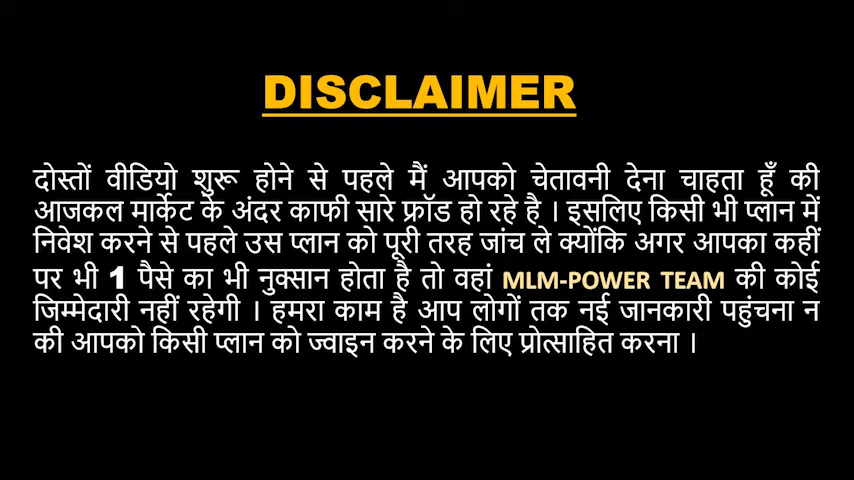 DISCLAIMER
दोस्तों वीडियो शुरू होने से पहले मैं आपको चेतावनी देना चाहता हूँ की
आजकल मार्केट के अंदर काफी सारे फ्रॉड हो रहे है । इसलिए किसी भी प्लान में
निवेश करने से पहले उस प्लान को पूरी तरह जांच ले क्योंकि अगर आपका कहीं
पर भी 1 पैसे का भी नुक्सान होता है तो वहां MLM-POWER TEAM की कोई
जिम्मेदारी नहीं रहेगी । हमरा काम है आप लोगों तक नई जानकारी पहुंचना न
की आपको किसी प्लान को ज्वाइन करने के लिए प्रोत्साहित करना ।